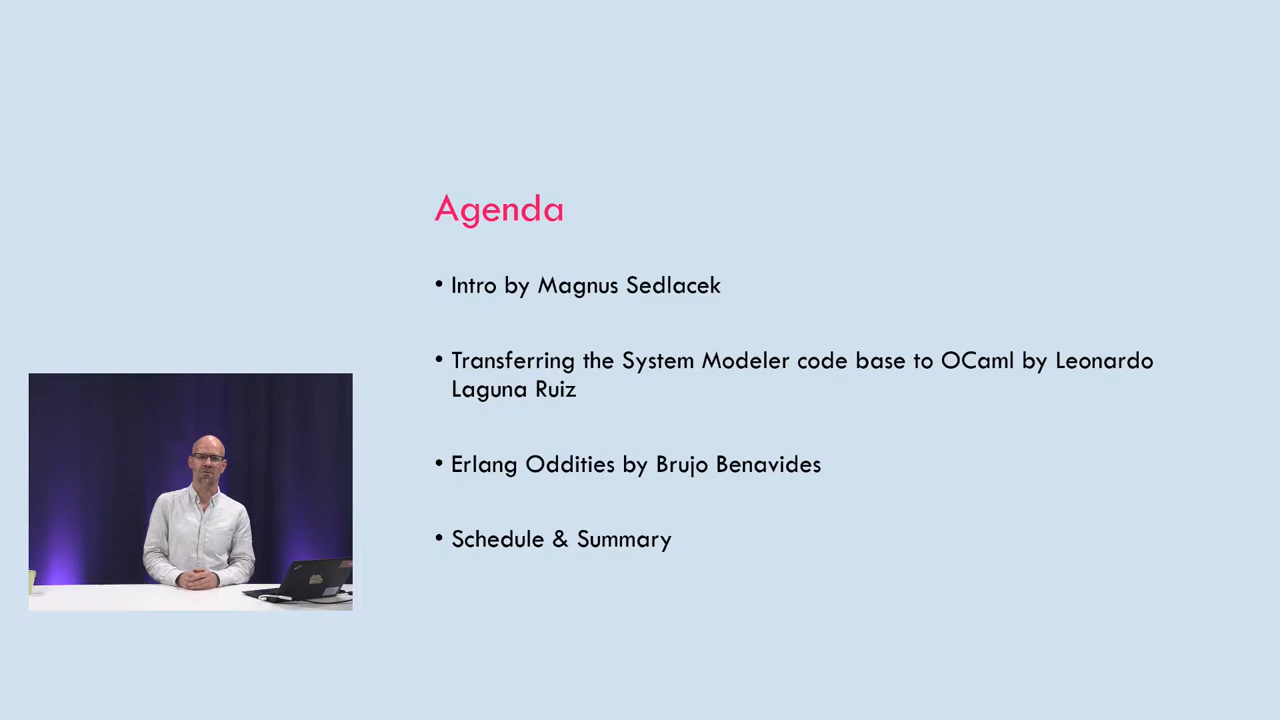 Agenda
• Intro by Magnus Sedlacek
• Transferring the System Modeler code base to OCaml by Leonardo
Laguna Ruiz
• Erlang Oddities by Brujo Benavides
• Schedule & Summary